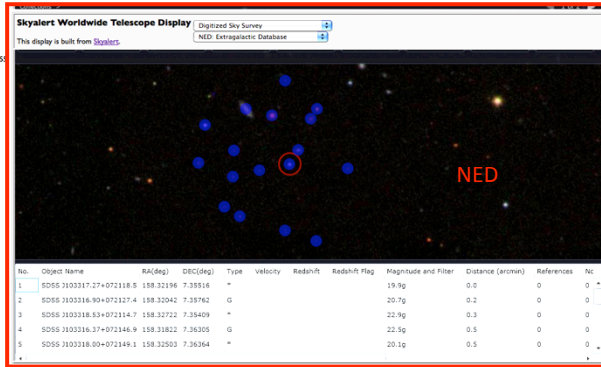 Skyalert Worldwide Telescope Display
Digitized Sky Survey
NED: Extragalactic Database
This display is built from Skyalert.
NED
No. Object Name RA(deg) DEC(deg) Type Velocity Redshift Redshift Flag Magnitude and Filter Distance (arcmin) References
1 SDSS J103317.27+072118.5 158.32196 7.35516 * 19.9g 0.0 0 0
2 SDSS J103316.90+072127.4 158.32042 7.35762 G 20.7g 0.2 0 0
3 SDSS J103318.53+072114.7 158.32722 7.35409 * 22.9g 0.3 0 0
4 SDSS J103316.37+072146.9 158.31822 7.36305 G 22.5g 0.5 0 0
5 SDSS J103318.00+072149.1 158.32503 7.36364 * 20.1g 0.5 0 0